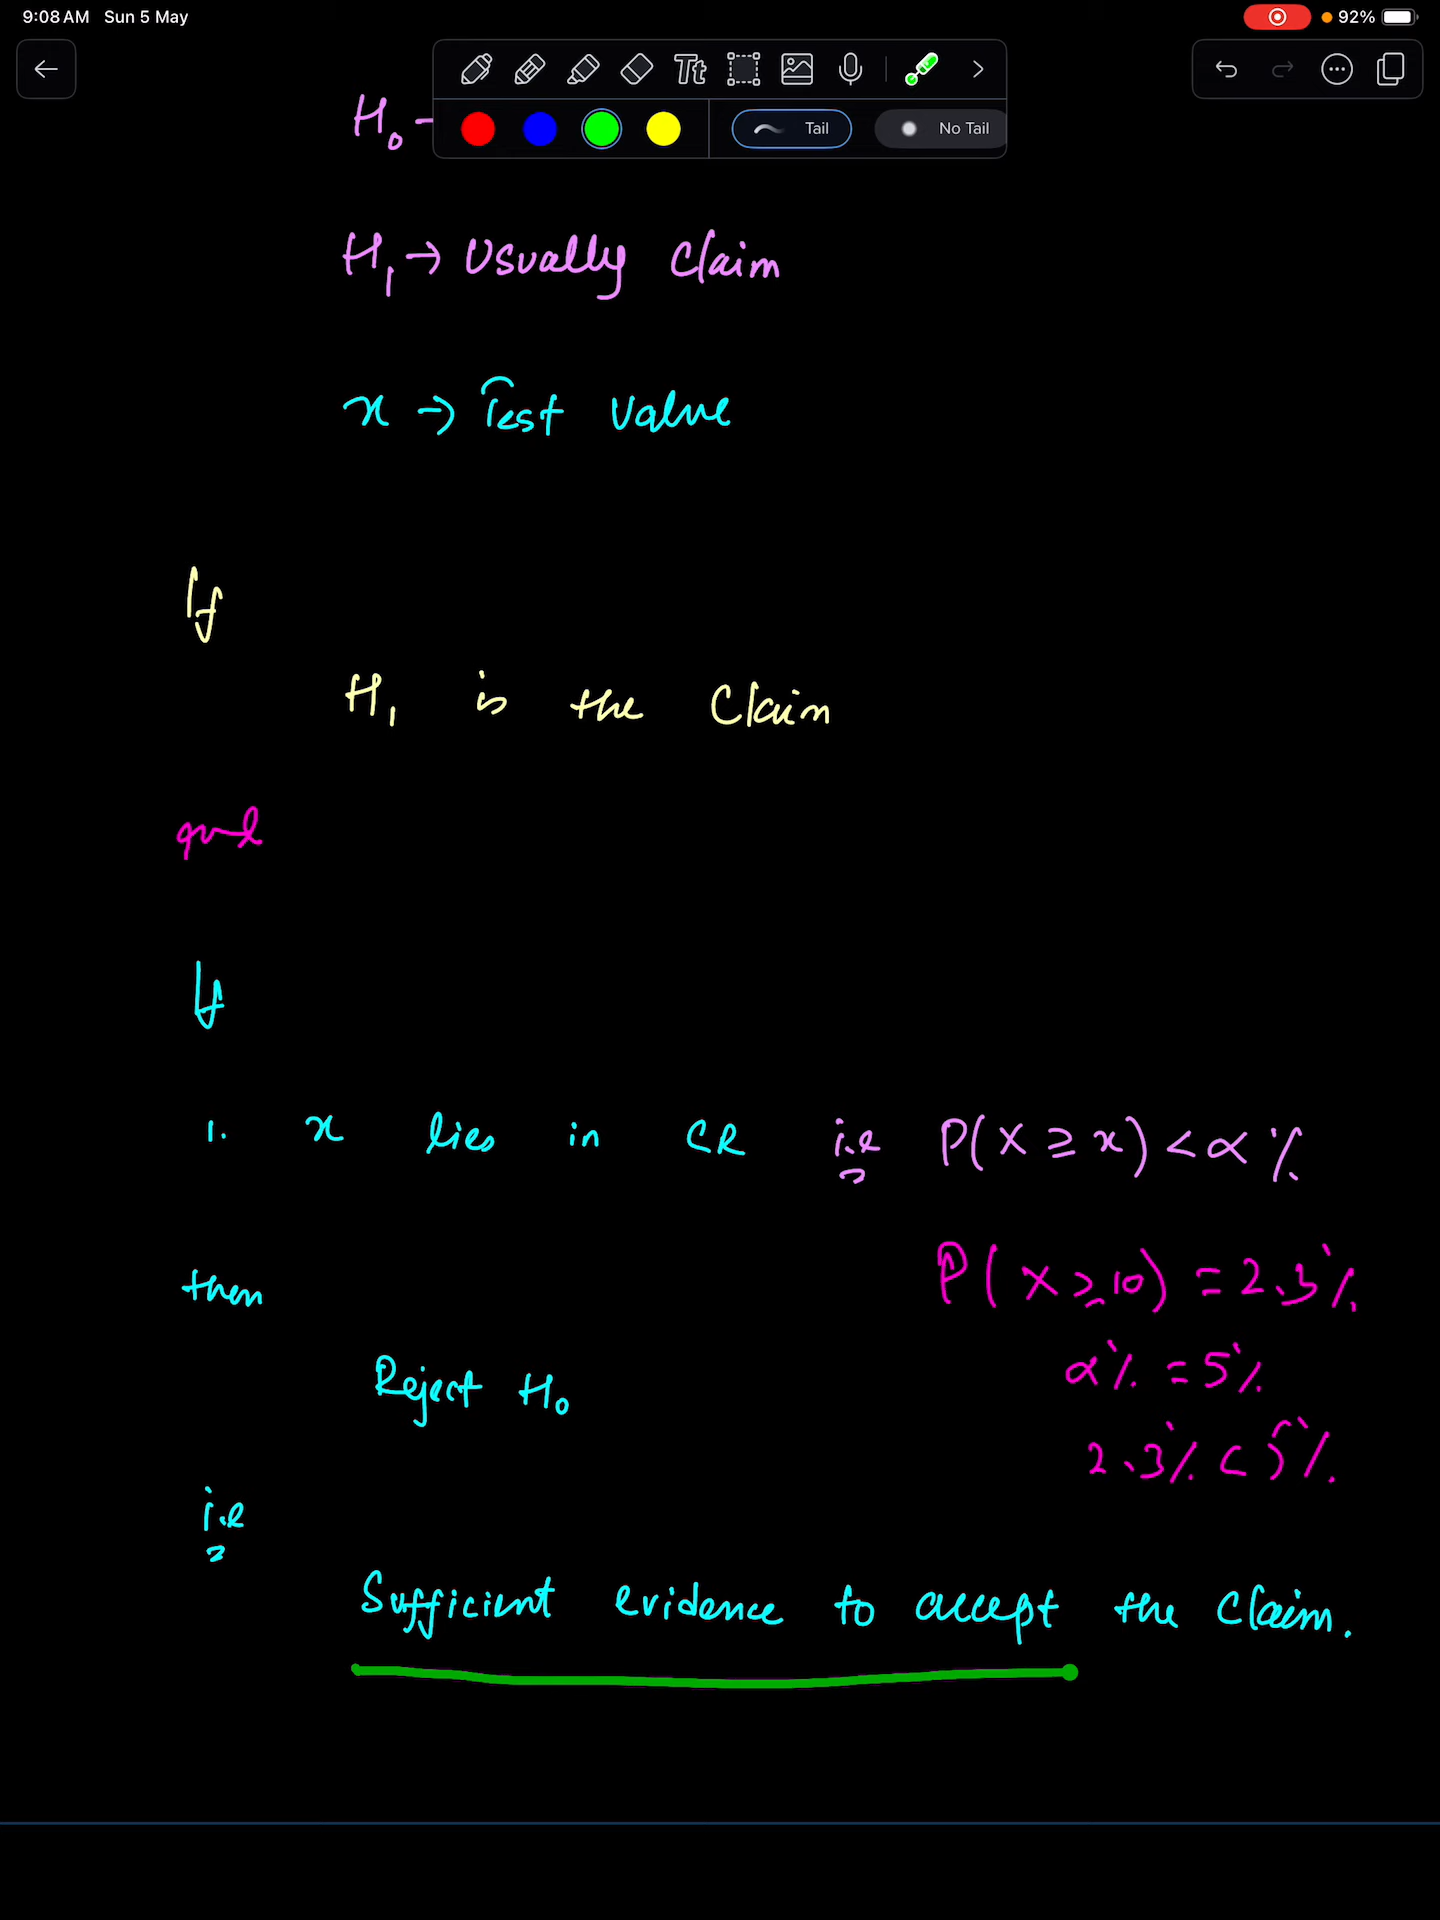 9:08 AM Sun 5 May 92%
Tt
Tail No Tail
H₀ -
H₁ → Usually Claim
x → Test Value
If
H₁ is the Claim
and
If
1. x lies in CR i.e P(X ≥ x) < α %
P(X ≥ 10) = 2.3%
then
α% = 5%
Reject H₀
2.3% < 5%
i.e
Sufficient evidence to accept the Claim.